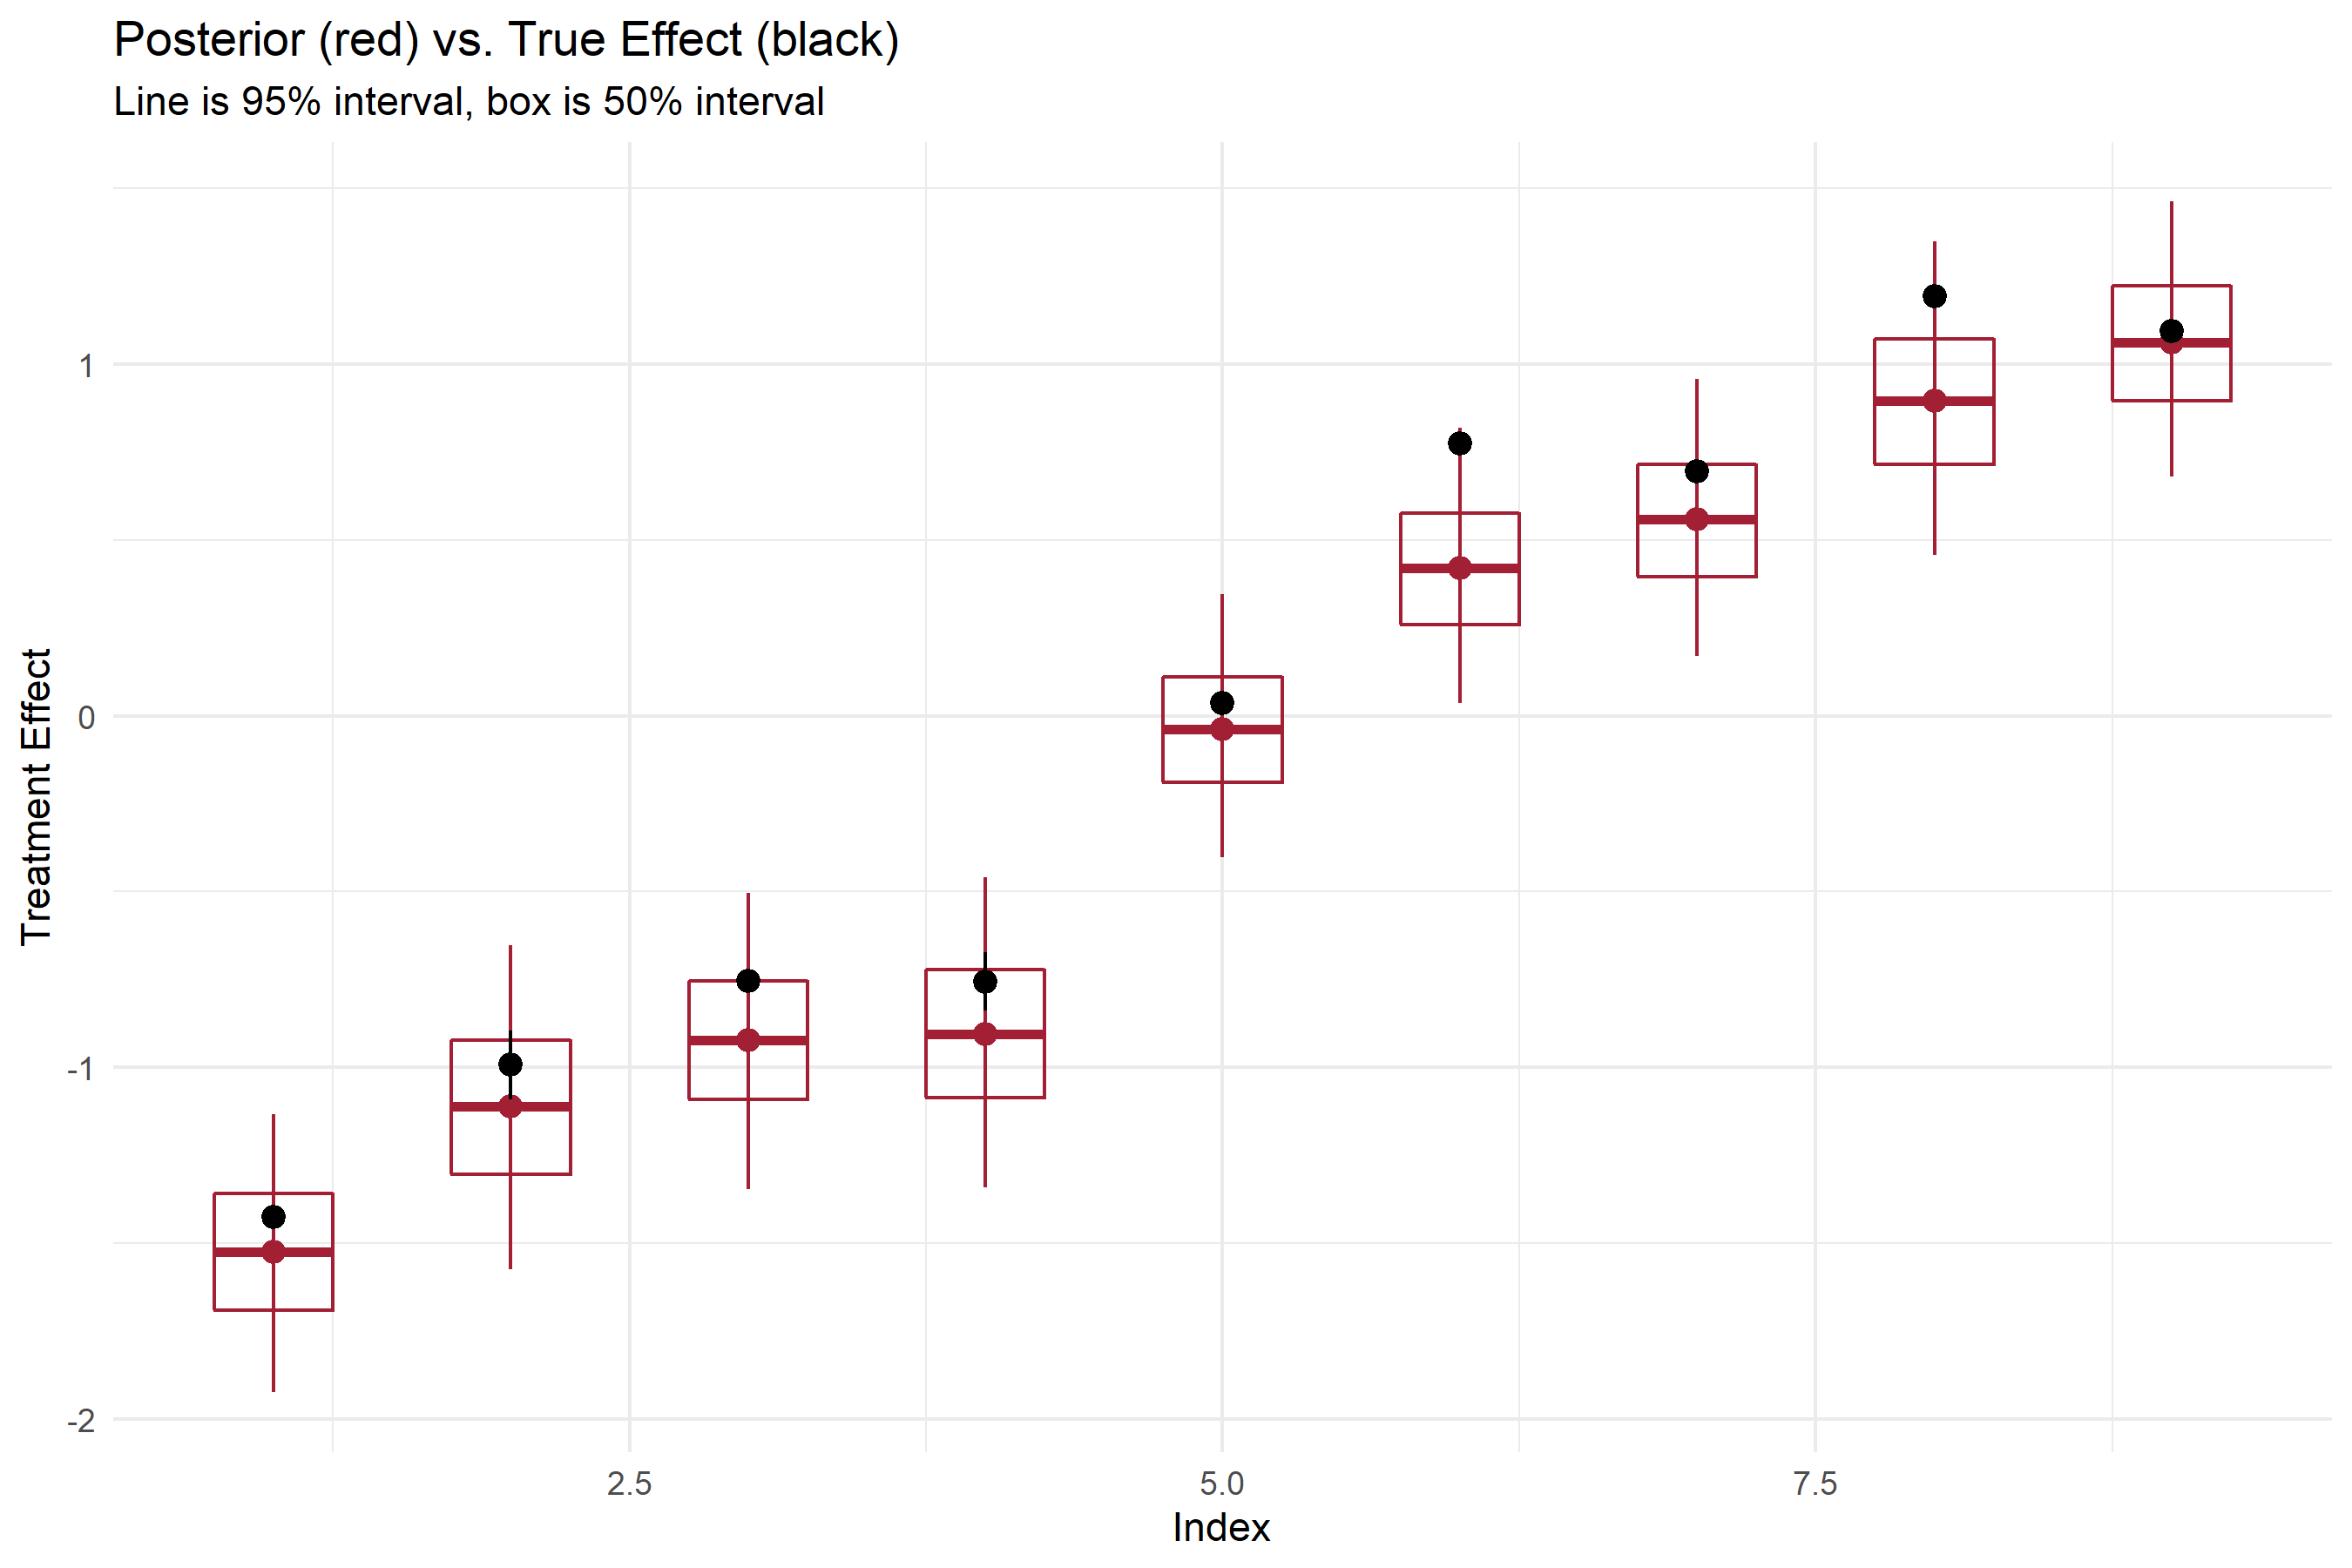 Posterior (red) vs. True Effect (black)
Line is 95% interval, box is 50% interval
Treatment Effect
1
0
-1
-2
2.5
5.0
7.5
Index